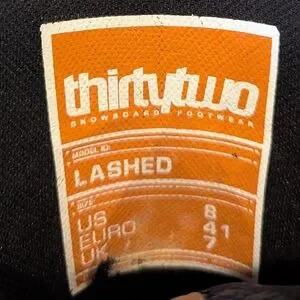 thirtytwo
SNOWBOARD FOOTWEAR
MODEL ID:
LASHED
SIZE:
US 8
EURO 41
UK 7